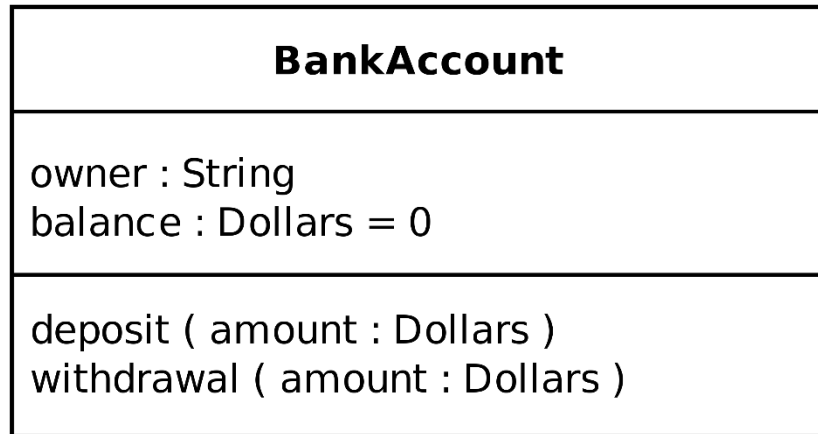 BankAccount
owner : String
balance : Dollars = 0
deposit ( amount : Dollars )
withdrawal ( amount : Dollars )